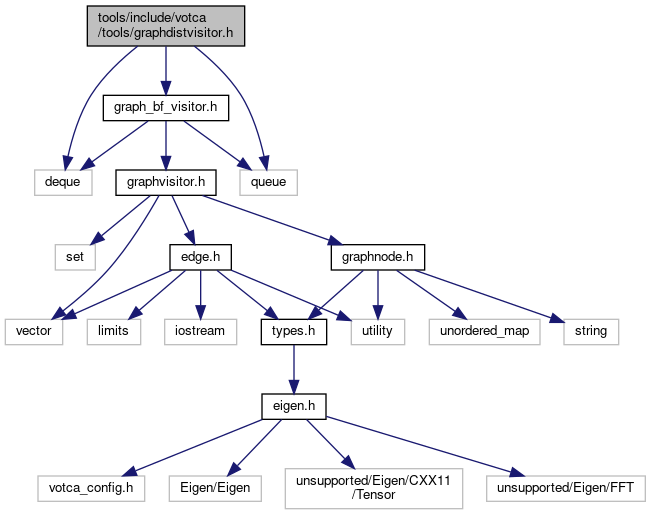 tools/include/votca
/tools/graphdistvisitor.h
graph_bf_visitor.h
deque
graphvisitor.h
queue
set
edge.h
graphnode.h
vector
limits
iostream
types.h
utility
unordered_map
string
eigen.h
votca_config.h
Eigen/Eigen
unsupported/Eigen/CXX11
/Tensor
unsupported/Eigen/FFT